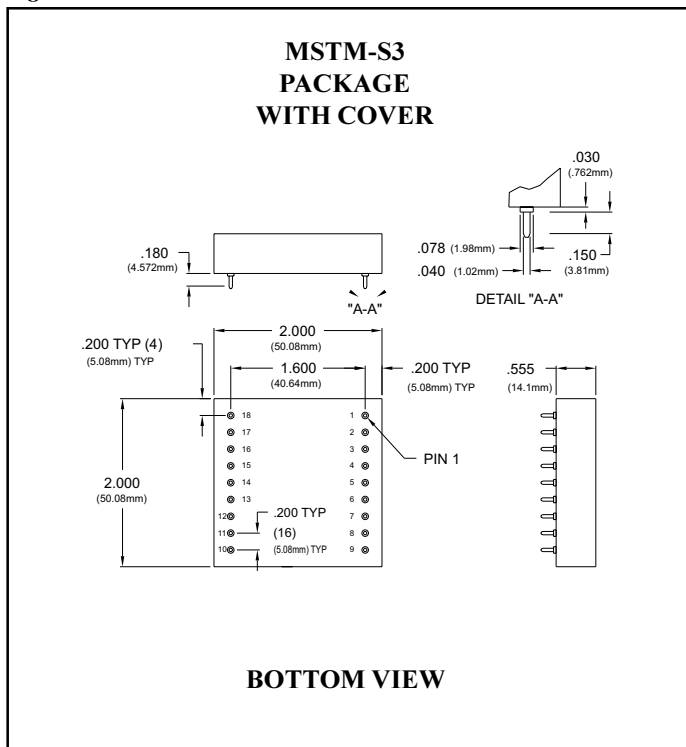 MSTM-S3
PACKAGE
WITH COVER
.030
(.762mm)
.180
(4.572mm)
.078 (1.98mm)
.040 (1.02mm)
.150
(3.81mm)
"A-A"
DETAIL "A-A"
2.000
(50.08mm)
.200 TYP (4)
(5.08mm) TYP
1.600
(40.64mm)
.200 TYP
(5.08mm) TYP
.555
(14.1mm)
18 1
17 2
16 3
15 4
14 5
13 6
12 7
11 8
10 9
PIN 1
2.000
(50.08mm)
.200 TYP
(16)
(5.08mm) TYP
BOTTOM VIEW